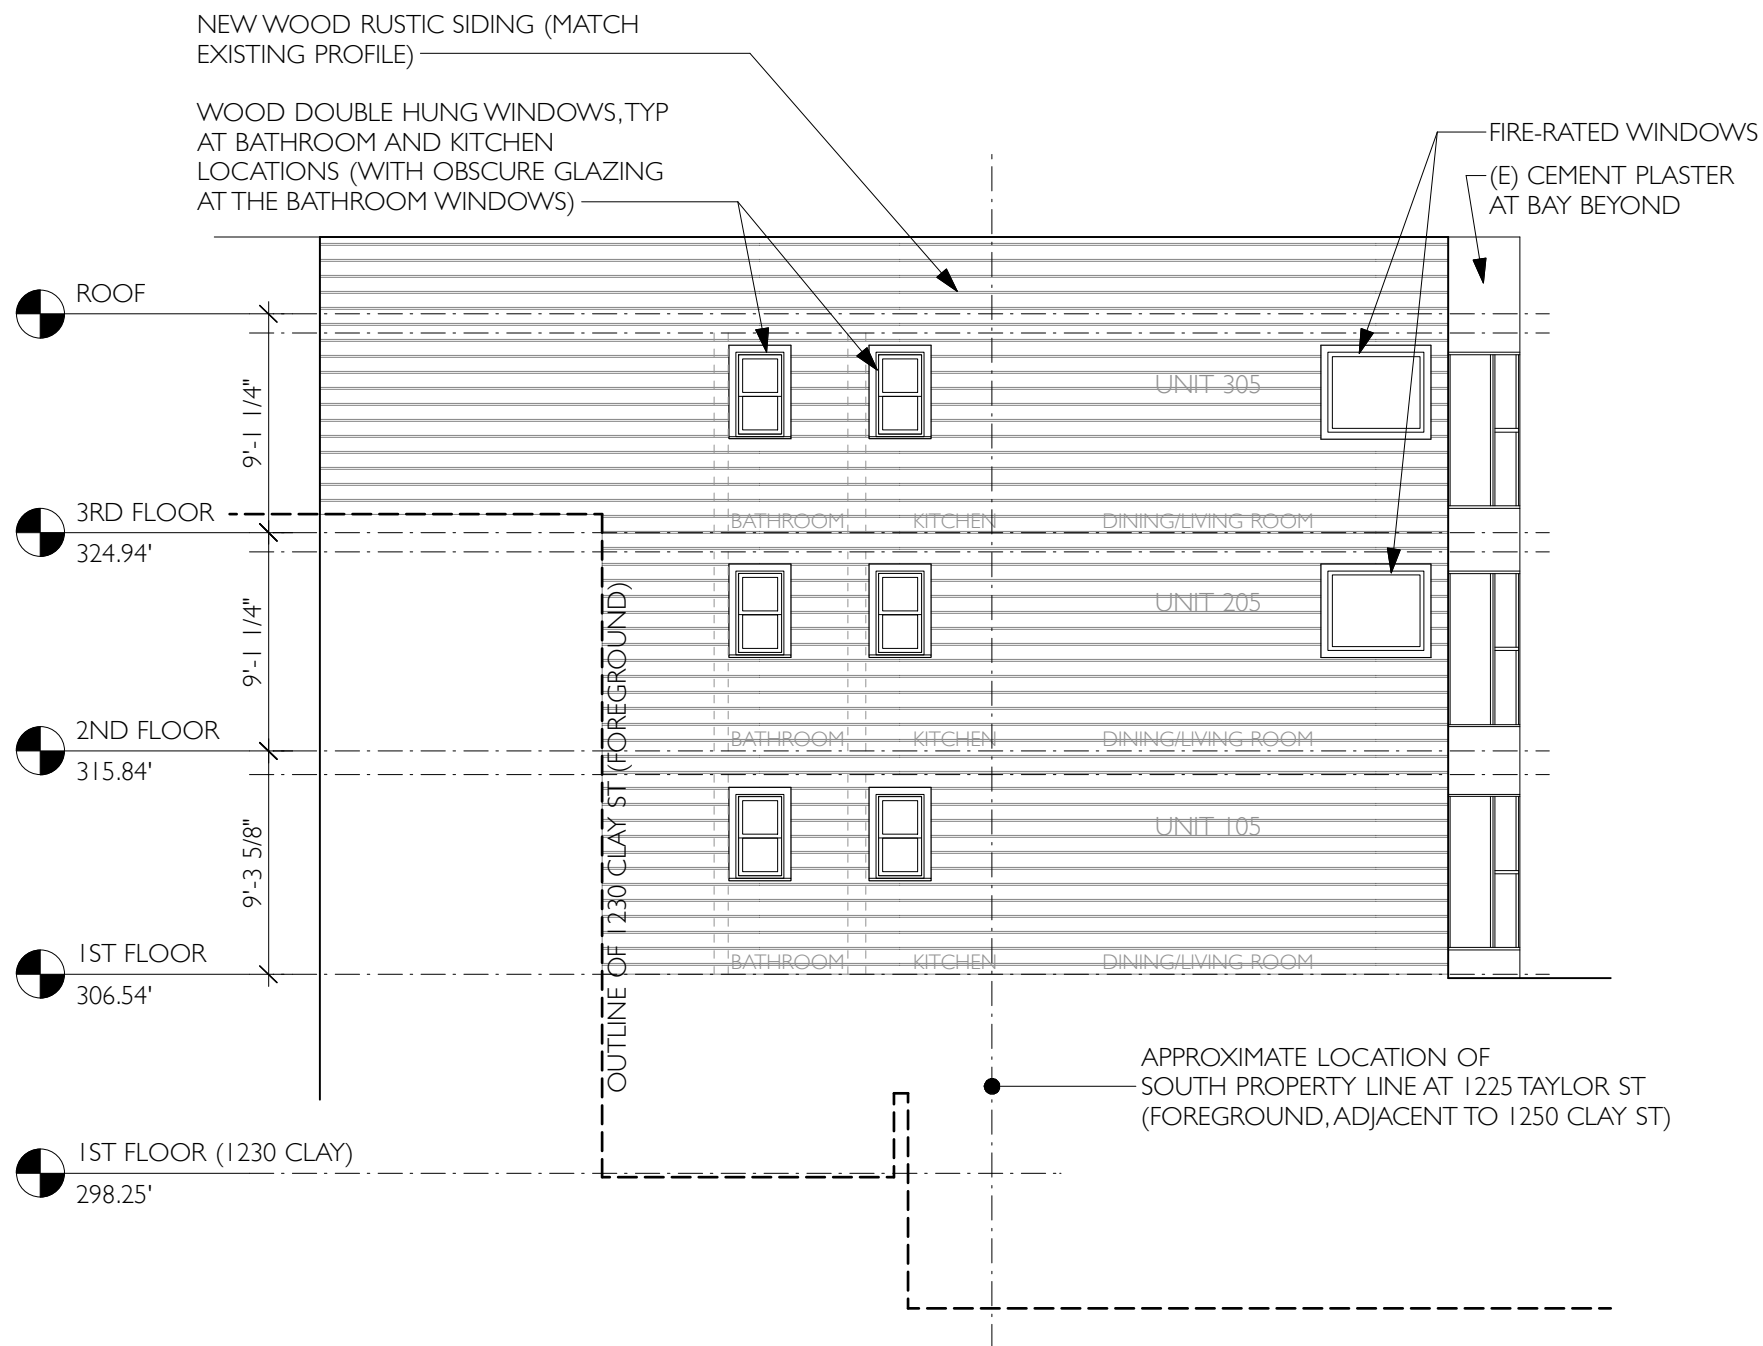 NEW WOOD RUSTIC SIDING (MATCH
EXISTING PROFILE)
WOOD DOUBLE HUNG WINDOWS, TYP
AT BATHROOM AND KITCHEN
LOCATIONS (WITH OBSCURE GLAZING
AT THE BATHROOM WINDOWS)
FIRE-RATED WINDOWS
(E) CEMENT PLASTER
AT BAY BEYOND
ROOF
9'-1 1/4"
UNIT 305
3RD FLOOR
324.94'
BATHROOM
KITCHEN
DINING/LIVING ROOM
9'-1 1/4"
UNIT 205
2ND FLOOR
315.84'
BATHROOM
KITCHEN
DINING/LIVING ROOM
9'-3 5/8"
UNIT 105
OUTLINE OF 1230 CLAY ST (FOREGROUND)
1ST FLOOR
306.54'
BATHROOM
KITCHEN
DINING/LIVING ROOM
APPROXIMATE LOCATION OF
SOUTH PROPERTY LINE AT 1225 TAYLOR ST
(FOREGROUND, ADJACENT TO 1250 CLAY ST)
1ST FLOOR (1230 CLAY)
298.25'